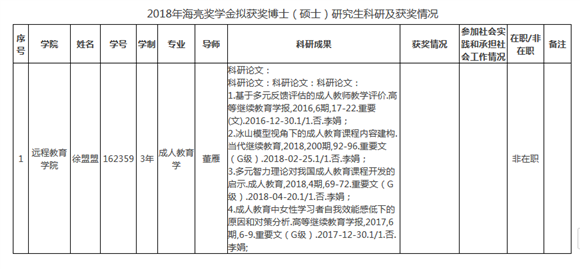 2018年海亮奖学金拟获奖博士（硕士）研究生科研及获奖情况
序号 学院 姓名 学号 学制 专业 导师 科研成果 获奖情况 参加社会实践和承担社会工作情况 在职/非在职 备注
1 远程教育学院 徐盟盟 162359 3年 成人教育学 董雁
科研论文：
科研论文：科研论文：科研论文：
1.基于多元反馈评估的成人教师教学评价.高
等继续教育学报,2016,6期,17-22.重要
(文).2016-12-30.1/1.否.李娟；
2.冰山模型视角下的成人教育课程内容建构.
当代继续教育,2018,200期,92-96.重要文
（G级）.2018-02-25.1/1.否.李娟；
3.多元智力理论对我国成人教育课程开发的
启示.成人教育,2018,4期,69-72.重要文（G
级）.2018-04-20.1/1.否.李娟；
4.成人教育中女性学习者自我效能感低下的
原因和对策分析.高等继续教育学报,2017,6
期,6-9.重要文（G级）.2017-12-30.1/1.否.
李娟;
非在职